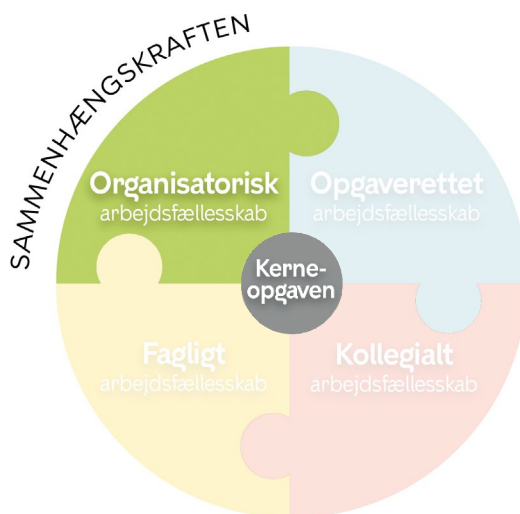 SAMMENHÆNGSKRAFTEN
Organisatorisk
arbejdsfællesskab
Opgaverettet
arbejdsfællesskab
Kerne-
opgaven
Fagligt
arbejdsfællesskab
Kollegialt
arbejdsfællesskab